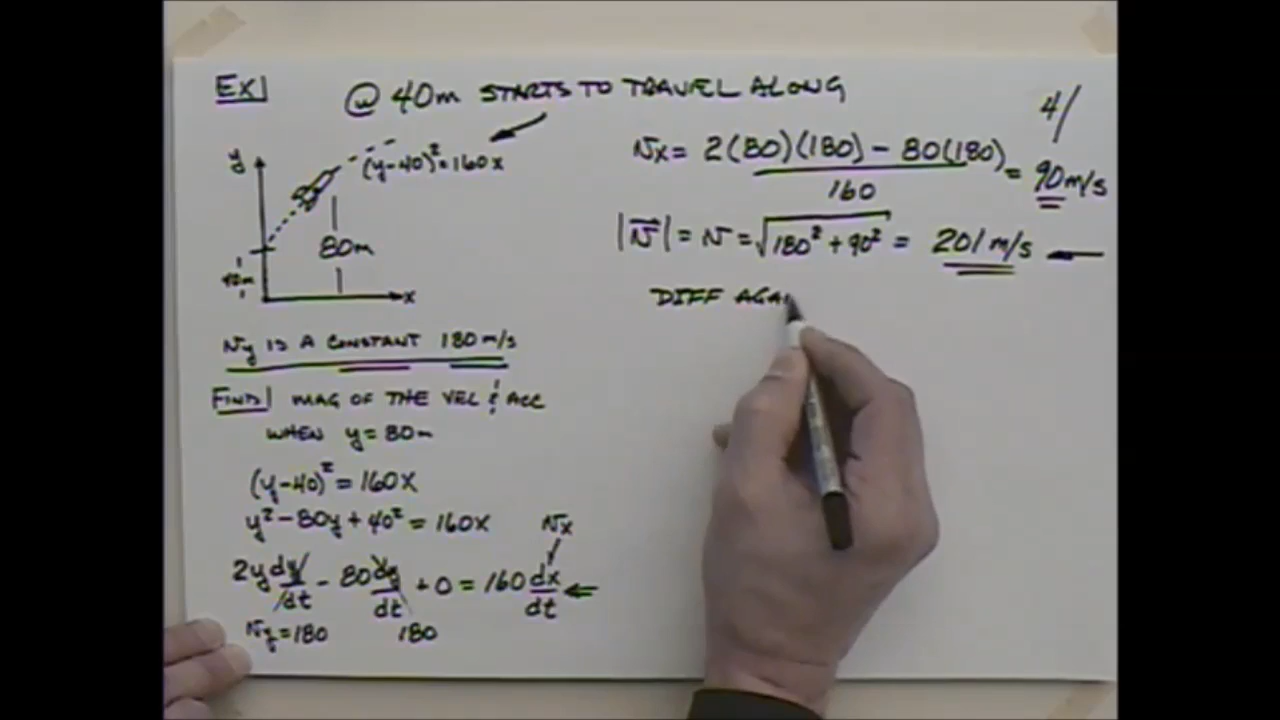 EX| @ 40m STARTS TO TRAVEL ALONG
4/
y
(y-40)² = 160x
80m
40m
x
Vy IS A CONSTANT 180 m/s
FIND| MAG OF THE VEL & ACC
WHEN y = 80m
(y-40)² = 160x
y² - 80y + 40² = 160x
Vx
2y dy/dt - 80 dy/dt + 0 = 160 dx/dt
Vy = 180 180
Vx = 2(80)(180) - 80(180) / 160 = 90 m/s
|V| = V = √180² + 90² = 201 m/s
DIFF AGA